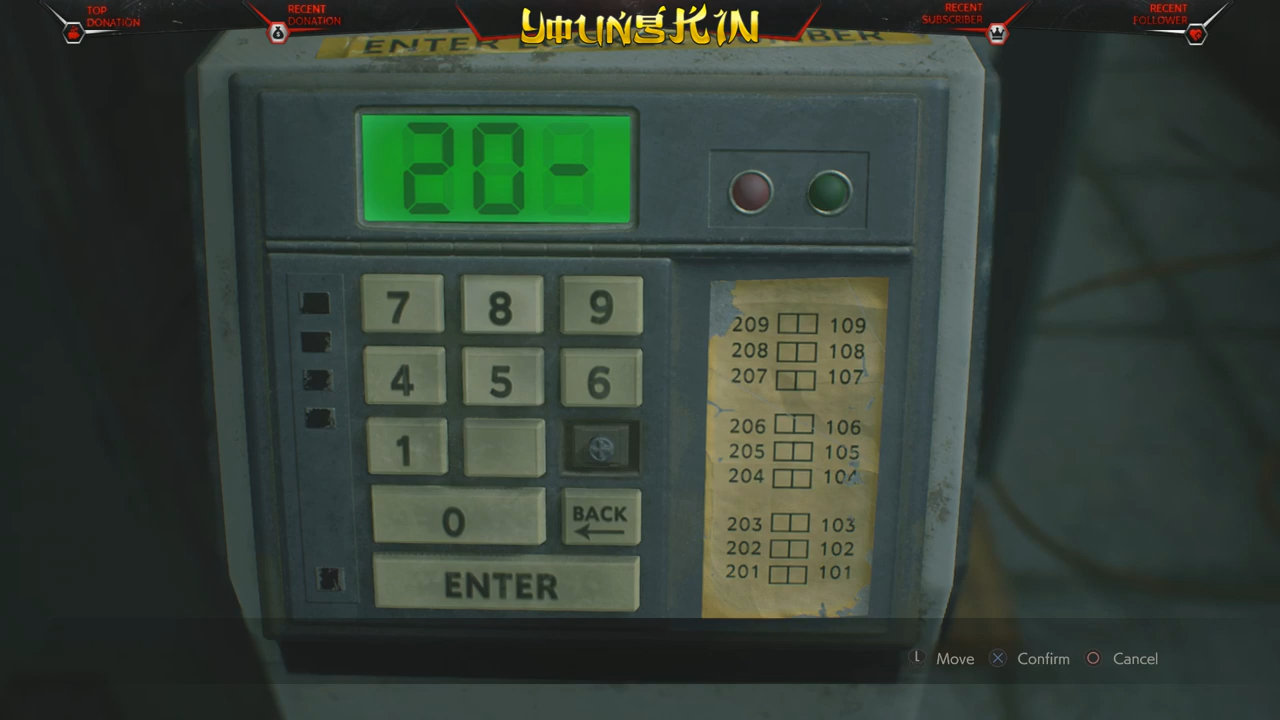 TOP
DONATION
RECENT
DONATION
YOUNGKIN
RECENT
SUBSCRIBER
RECENT
FOLLOWER
ENTER
20-
7 8 9
4 5 6
1
0 BACK
ENTER
209 109
208 108
207 107
206 106
205 105
204 104
203 103
202 102
201 101
L Move Confirm Cancel